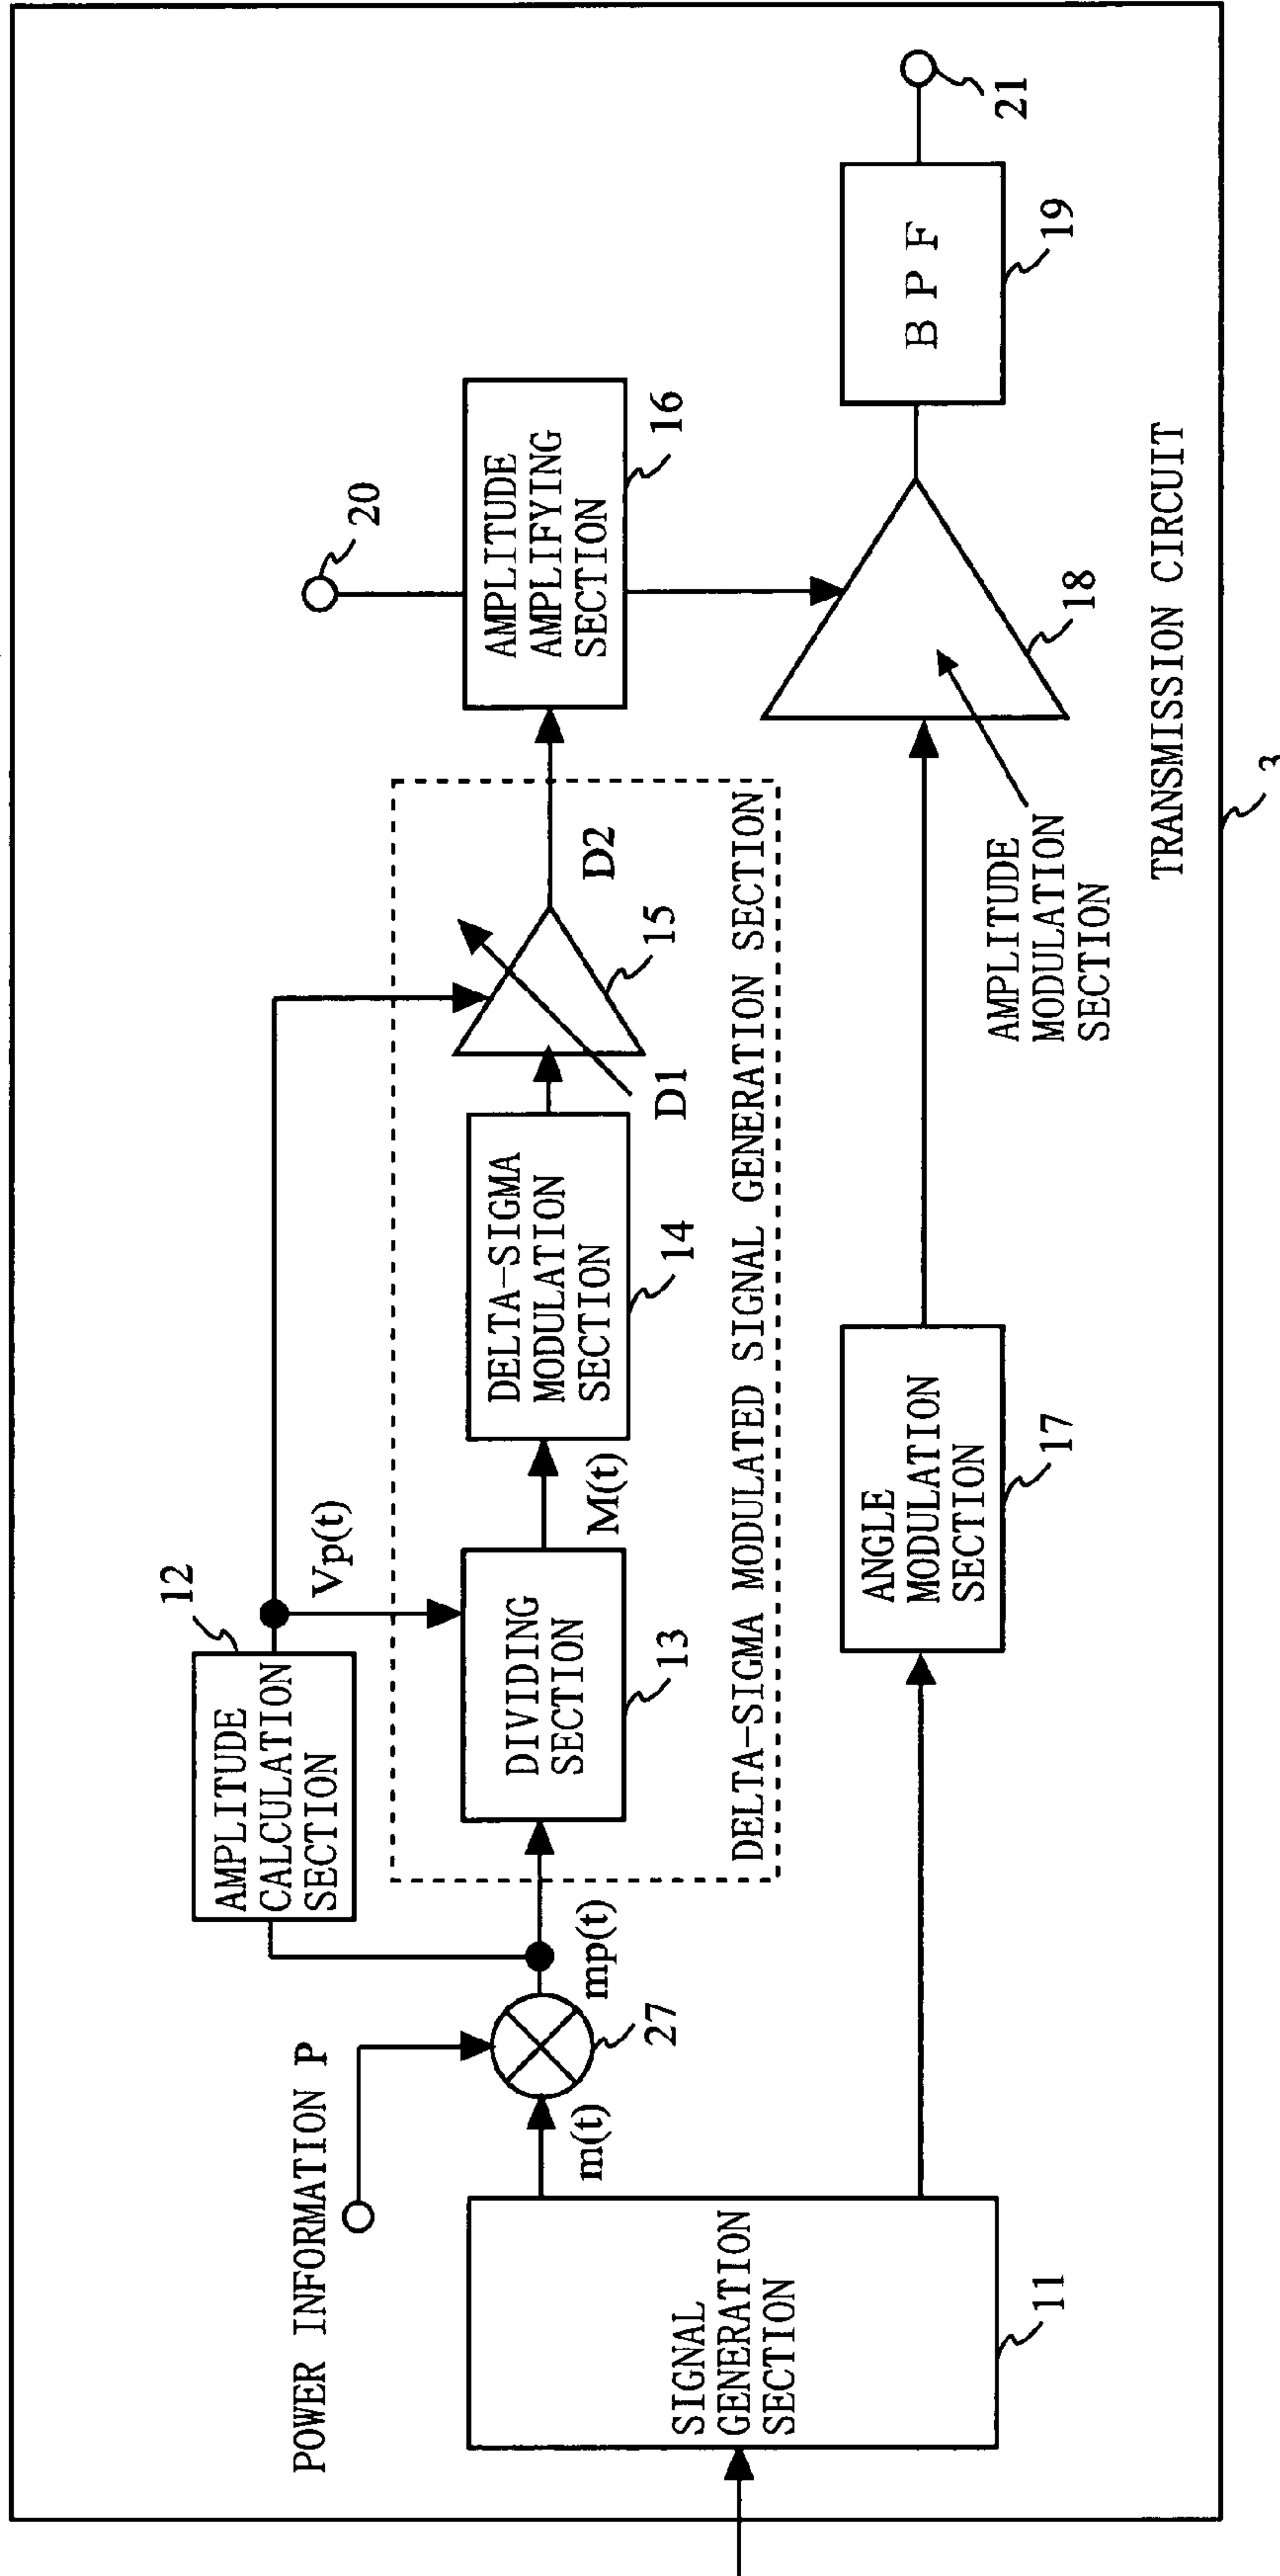 POWER INFORMATION P
12
AMPLITUDE
CALCULATION
SECTION
Vp(t)
20
SIGNAL
GENERATION
SECTION
11
m(t)
27
mp(t)
DIVIDING
SECTION
13
M(t)
DELTA-SIGMA
MODULATION
SECTION
14
D1
15
D2
DELTA-SIGMA MODULATED SIGNAL GENERATION SECTION
AMPLITUDE
AMPLIFYING
SECTION
16
ANGLE
MODULATION
SECTION
17
AMPLITUDE
MODULATION
SECTION
18
BPF
19
21
TRANSMISSION CIRCUIT
3